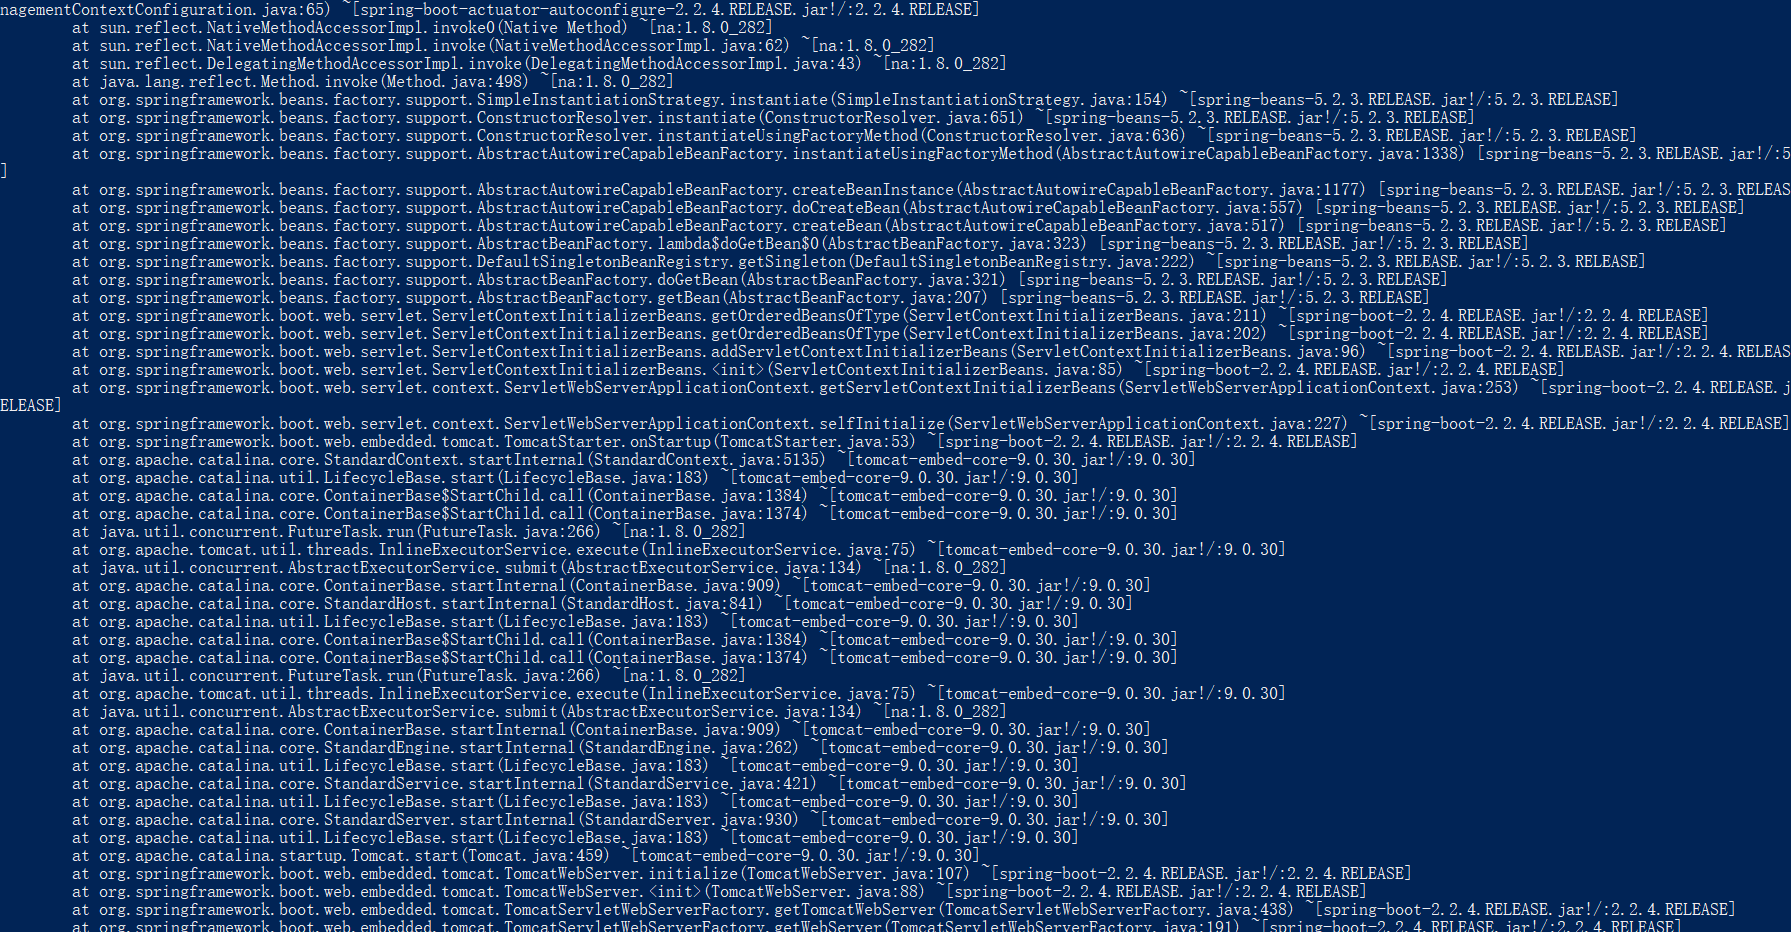 nagementContextConfiguration.java:65) ~[spring-boot-actuator-autoconfigure-2.2.4.RELEASE.jar!/:2.2.4.RELEASE]
at sun.reflect.NativeMethodAccessorImpl.invoke0(Native Method) ~[na:1.8.0_282]
at sun.reflect.NativeMethodAccessorImpl.invoke(NativeMethodAccessorImpl.java:62) ~[na:1.8.0_282]
at sun.reflect.DelegatingMethodAccessorImpl.invoke(DelegatingMethodAccessorImpl.java:43) ~[na:1.8.0_282]
at java.lang.reflect.Method.invoke(Method.java:498) ~[na:1.8.0_282]
at org.springframework.beans.factory.support.SimpleInstantiationStrategy.instantiate(SimpleInstantiationStrategy.java:154) ~[spring-beans-5.2.3.RELEASE.jar!/:5.2.3.RELEASE]
at org.springframework.beans.factory.support.ConstructorResolver.instantiate(ConstructorResolver.java:651) ~[spring-beans-5.2.3.RELEASE.jar!/:5.2.3.RELEASE]
at org.springframework.beans.factory.support.ConstructorResolver.instantiateUsingFactoryMethod(ConstructorResolver.java:636) ~[spring-beans-5.2.3.RELEASE.jar!/:5.2.3.RELEASE]
at org.springframework.beans.factory.support.AbstractAutowireCapableBeanFactory.instantiateUsingFactoryMethod(AbstractAutowireCapableBeanFactory.java:1338) [spring-beans-5.2.3.RELEASE.jar!/:5
]
at org.springframework.beans.factory.support.AbstractAutowireCapableBeanFactory.createBeanInstance(AbstractAutowireCapableBeanFactory.java:1177) [spring-beans-5.2.3.RELEASE.jar!/:5.2.3.RELEAS
at org.springframework.beans.factory.support.AbstractAutowireCapableBeanFactory.doCreateBean(AbstractAutowireCapableBeanFactory.java:557) [spring-beans-5.2.3.RELEASE.jar!/:5.2.3.RELEASE]
at org.springframework.beans.factory.support.AbstractAutowireCapableBeanFactory.createBean(AbstractAutowireCapableBeanFactory.java:517) [spring-beans-5.2.3.RELEASE.jar!/:5.2.3.RELEASE]
at org.springframework.beans.factory.support.AbstractBeanFactory.lambda$doGetBean$0(AbstractBeanFactory.java:323) [spring-beans-5.2.3.RELEASE.jar!/:5.2.3.RELEASE]
at org.springframework.beans.factory.support.DefaultSingletonBeanRegistry.getSingleton(DefaultSingletonBeanRegistry.java:222) ~[spring-beans-5.2.3.RELEASE.jar!/:5.2.3.RELEASE]
at org.springframework.beans.factory.support.AbstractBeanFactory.doGetBean(AbstractBeanFactory.java:321) [spring-beans-5.2.3.RELEASE.jar!/:5.2.3.RELEASE]
at org.springframework.beans.factory.support.AbstractBeanFactory.getBean(AbstractBeanFactory.java:207) [spring-beans-5.2.3.RELEASE.jar!/:5.2.3.RELEASE]
at org.springframework.boot.web.servlet.ServletContextInitializerBeans.getOrderedBeansOfType(ServletContextInitializerBeans.java:211) ~[spring-boot-2.2.4.RELEASE.jar!/:2.2.4.RELEASE]
at org.springframework.boot.web.servlet.ServletContextInitializerBeans.getOrderedBeansOfType(ServletContextInitializerBeans.java:202) ~[spring-boot-2.2.4.RELEASE.jar!/:2.2.4.RELEASE]
at org.springframework.boot.web.servlet.ServletContextInitializerBeans.addServletContextInitializerBeans(ServletContextInitializerBeans.java:96) ~[spring-boot-2.2.4.RELEASE.jar!/:2.2.4.RELEAS
at org.springframework.boot.web.servlet.ServletContextInitializerBeans.<init>(ServletContextInitializerBeans.java:85) ~[spring-boot-2.2.4.RELEASE.jar!/:2.2.4.RELEASE]
at org.springframework.boot.web.servlet.context.ServletWebServerApplicationContext.getServletContextInitializerBeans(ServletWebServerApplicationContext.java:253) ~[spring-boot-2.2.4.RELEASE.j
ELEASE]
at org.springframework.boot.web.servlet.context.ServletWebServerApplicationContext.selfInitialize(ServletWebServerApplicationContext.java:227) ~[spring-boot-2.2.4.RELEASE.jar!/:2.2.4.RELEASE]
at org.springframework.boot.web.embedded.tomcat.TomcatStarter.onStartup(TomcatStarter.java:53) ~[spring-boot-2.2.4.RELEASE.jar!/:2.2.4.RELEASE]
at org.apache.catalina.core.StandardContext.startInternal(StandardContext.java:5135) ~[tomcat-embed-core-9.0.30.jar!/:9.0.30]
at org.apache.catalina.util.LifecycleBase.start(LifecycleBase.java:183) ~[tomcat-embed-core-9.0.30.jar!/:9.0.30]
at org.apache.catalina.core.ContainerBase$StartChild.call(ContainerBase.java:1384) ~[tomcat-embed-core-9.0.30.jar!/:9.0.30]
at org.apache.catalina.core.ContainerBase$StartChild.call(ContainerBase.java:1374) ~[tomcat-embed-core-9.0.30.jar!/:9.0.30]
at java.util.concurrent.FutureTask.run(FutureTask.java:266) ~[na:1.8.0_282]
at org.apache.tomcat.util.threads.InlineExecutorService.execute(InlineExecutorService.java:75) ~[tomcat-embed-core-9.0.30.jar!/:9.0.30]
at java.util.concurrent.AbstractExecutorService.submit(AbstractExecutorService.java:134) ~[na:1.8.0_282]
at org.apache.catalina.core.ContainerBase.startInternal(ContainerBase.java:909) ~[tomcat-embed-core-9.0.30.jar!/:9.0.30]
at org.apache.catalina.core.StandardHost.startInternal(StandardHost.java:841) ~[tomcat-embed-core-9.0.30.jar!/:9.0.30]
at org.apache.catalina.util.LifecycleBase.start(LifecycleBase.java:183) ~[tomcat-embed-core-9.0.30.jar!/:9.0.30]
at org.apache.catalina.core.ContainerBase$StartChild.call(ContainerBase.java:1384) ~[tomcat-embed-core-9.0.30.jar!/:9.0.30]
at org.apache.catalina.core.ContainerBase$StartChild.call(ContainerBase.java:1374) ~[tomcat-embed-core-9.0.30.jar!/:9.0.30]
at java.util.concurrent.FutureTask.run(FutureTask.java:266) ~[na:1.8.0_282]
at org.apache.tomcat.util.threads.InlineExecutorService.execute(InlineExecutorService.java:75) ~[tomcat-embed-core-9.0.30.jar!/:9.0.30]
at java.util.concurrent.AbstractExecutorService.submit(AbstractExecutorService.java:134) ~[na:1.8.0_282]
at org.apache.catalina.core.ContainerBase.startInternal(ContainerBase.java:909) ~[tomcat-embed-core-9.0.30.jar!/:9.0.30]
at org.apache.catalina.core.StandardEngine.startInternal(StandardEngine.java:262) ~[tomcat-embed-core-9.0.30.jar!/:9.0.30]
at org.apache.catalina.util.LifecycleBase.start(LifecycleBase.java:183) ~[tomcat-embed-core-9.0.30.jar!/:9.0.30]
at org.apache.catalina.core.StandardService.startInternal(StandardService.java:421) ~[tomcat-embed-core-9.0.30.jar!/:9.0.30]
at org.apache.catalina.util.LifecycleBase.start(LifecycleBase.java:183) ~[tomcat-embed-core-9.0.30.jar!/:9.0.30]
at org.apache.catalina.core.StandardServer.startInternal(StandardServer.java:930) ~[tomcat-embed-core-9.0.30.jar!/:9.0.30]
at org.apache.catalina.util.LifecycleBase.start(LifecycleBase.java:183) ~[tomcat-embed-core-9.0.30.jar!/:9.0.30]
at org.apache.catalina.startup.Tomcat.start(Tomcat.java:459) ~[tomcat-embed-core-9.0.30.jar!/:9.0.30]
at org.springframework.boot.web.embedded.tomcat.TomcatWebServer.initialize(TomcatWebServer.java:107) ~[spring-boot-2.2.4.RELEASE.jar!/:2.2.4.RELEASE]
at org.springframework.boot.web.embedded.tomcat.TomcatWebServer.<init>(TomcatWebServer.java:88) ~[spring-boot-2.2.4.RELEASE.jar!/:2.2.4.RELEASE]
at org.springframework.boot.web.embedded.tomcat.TomcatServletWebServerFactory.getTomcatWebServer(TomcatServletWebServerFactory.java:438) ~[spring-boot-2.2.4.RELEASE.jar!/:2.2.4.RELEASE]
at org.springframework.boot.web.embedded.tomcat.TomcatServletWebServerFactory.getWebServer(TomcatServletWebServerFactory.java:191) ~[spring-boot-2.2.4.RELEASE.jar!/:2.2.4.RELEASE]